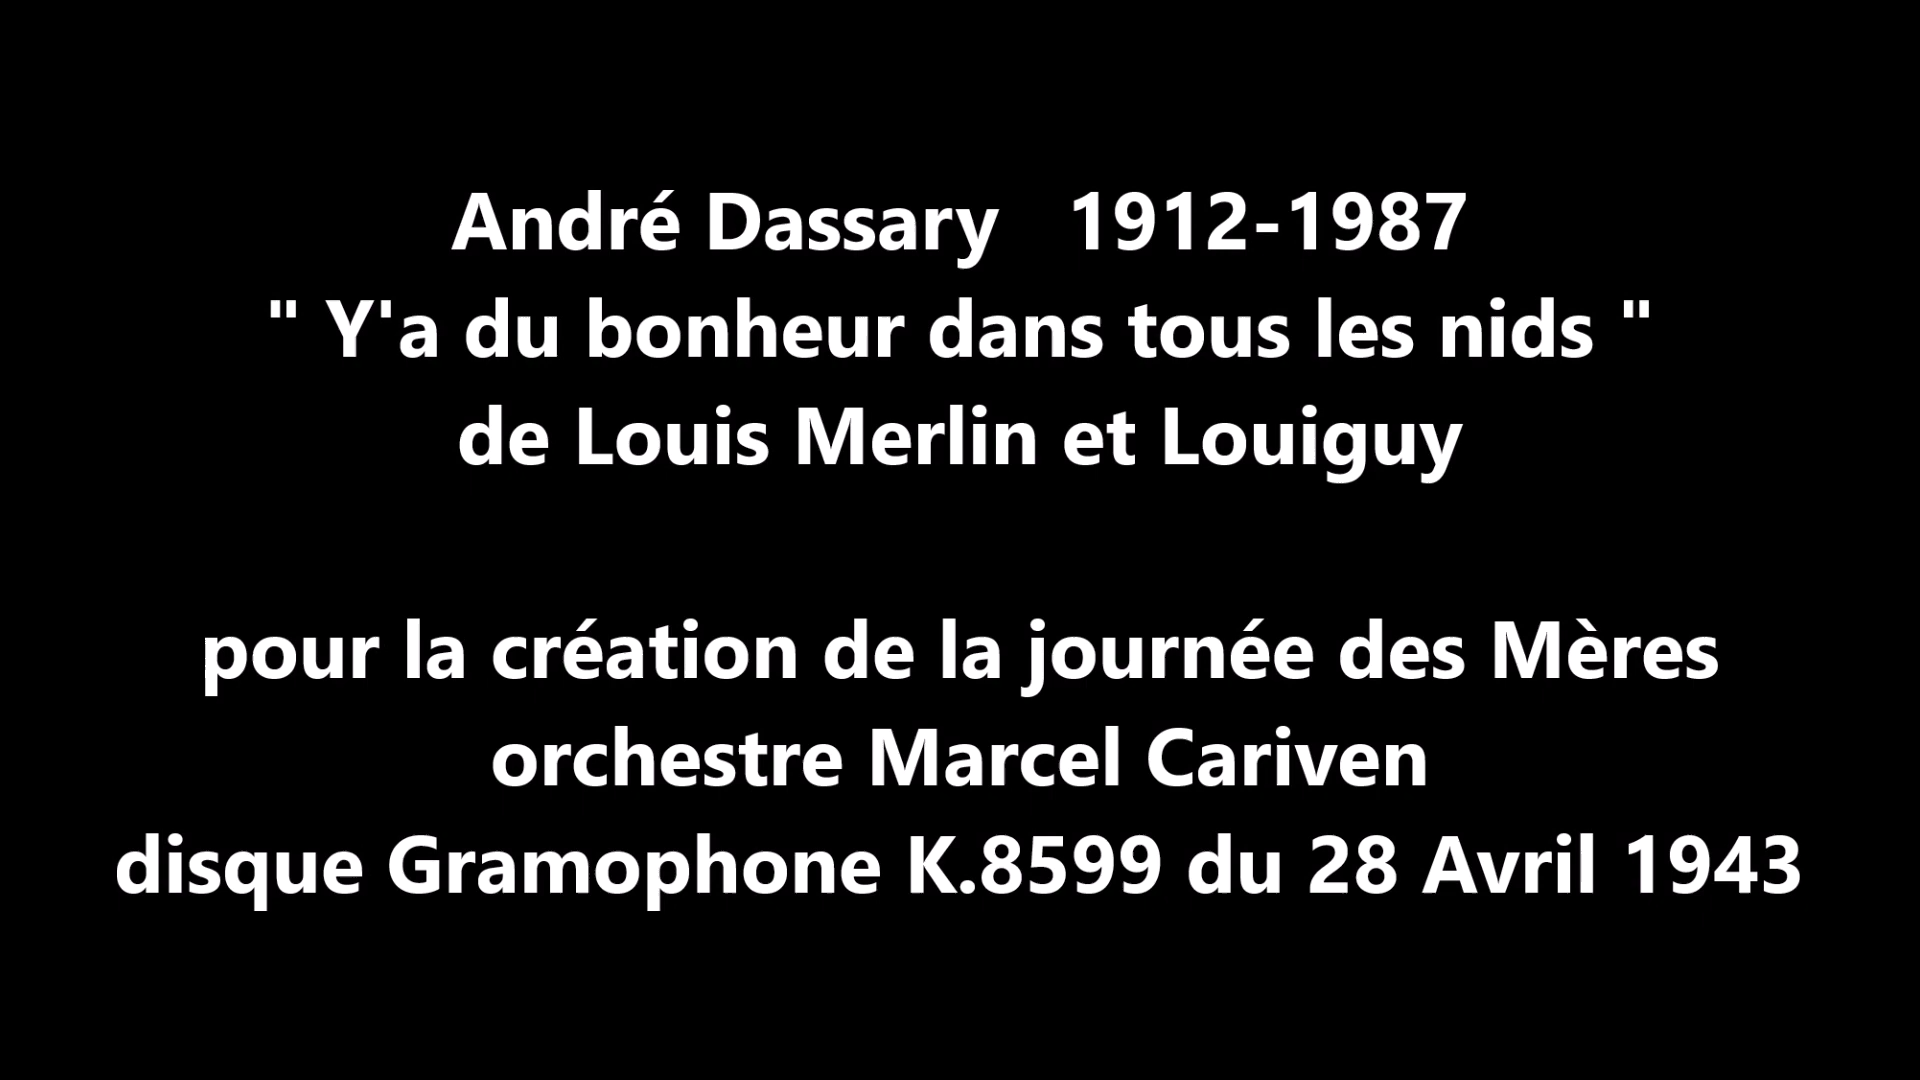 André Dassary   1912-1987
" Y'a du bonheur dans tous les nids "
de Louis Merlin et Louiguy
pour la création de la journée des Mères
orchestre Marcel Cariven
disque Gramophone K.8599 du 28 Avril 1943